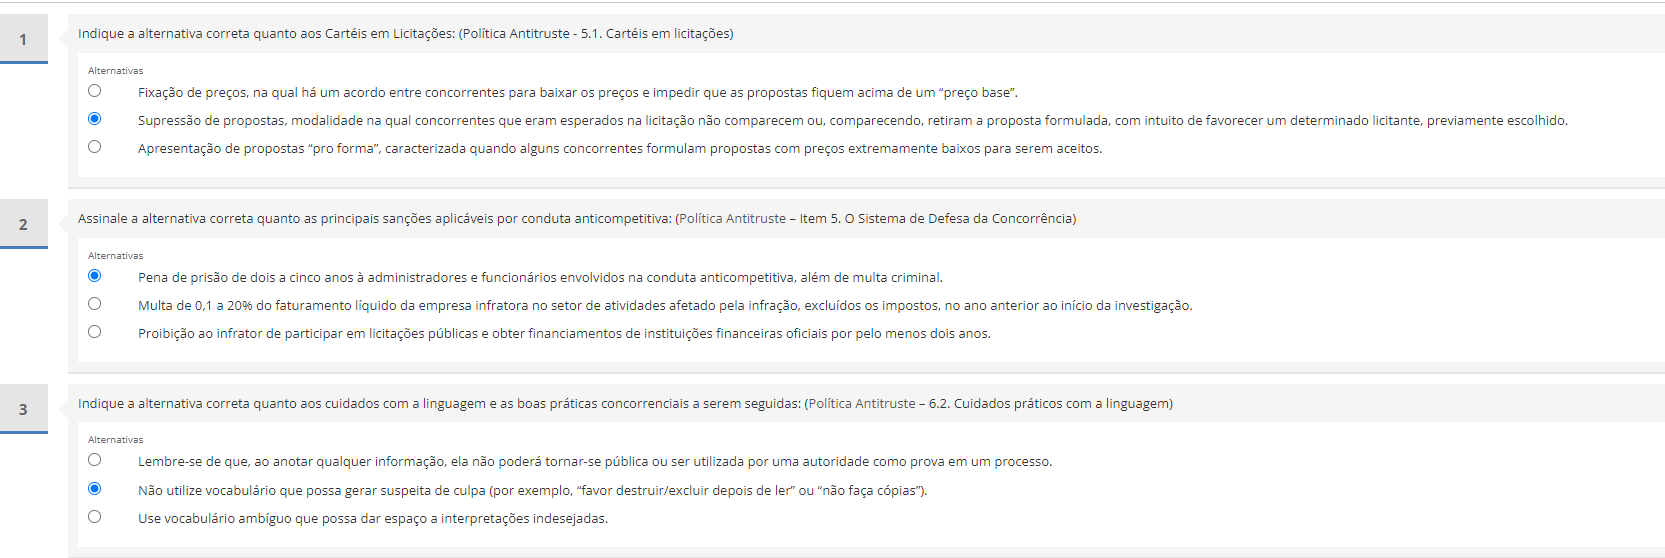 1
Indique a alternativa correta quanto aos Cartéis em Licitações: (Política Antitruste - 5.1. Cartéis em licitações)
Alternativas
Fixação de preços, na qual há um acordo entre concorrentes para baixar os preços e impedir que as propostas fiquem acima de um “preço base”.
Supressão de propostas, modalidade na qual concorrentes que eram esperados na licitação não comparecem ou, comparecendo, retiram a proposta formulada, com intuito de favorecer um determinado licitante, previamente escolhido.
Apresentação de propostas “pro forma”, caracterizada quando alguns concorrentes formulam propostas com preços extremamente baixos para serem aceitos.
2
Assinale a alternativa correta quanto as principais sanções aplicáveis por conduta anticompetitiva: (Política Antitruste – Item 5. O Sistema de Defesa da Concorrência)
Alternativas
Pena de prisão de dois a cinco anos à administradores e funcionários envolvidos na conduta anticompetitiva, além de multa criminal.
Multa de 0,1 a 20% do faturamento líquido da empresa infratora no setor de atividades afetado pela infração, excluídos os impostos, no ano anterior ao início da investigação.
Proibição ao infrator de participar em licitações públicas e obter financiamentos de instituições financeiras oficiais por pelo menos dois anos.
3
Indique a alternativa correta quanto aos cuidados com a linguagem e as boas práticas concorrenciais a serem seguidas: (Política Antitruste – 6.2. Cuidados práticos com a linguagem)
Alternativas
Lembre-se de que, ao anotar qualquer informação, ela não poderá tornar-se pública ou ser utilizada por uma autoridade como prova em um processo.
Não utilize vocabulário que possa gerar suspeita de culpa (por exemplo, “favor destruir/excluir depois de ler” ou “não faça cópias”).
Use vocabulário ambíguo que possa dar espaço a interpretações indesejadas.